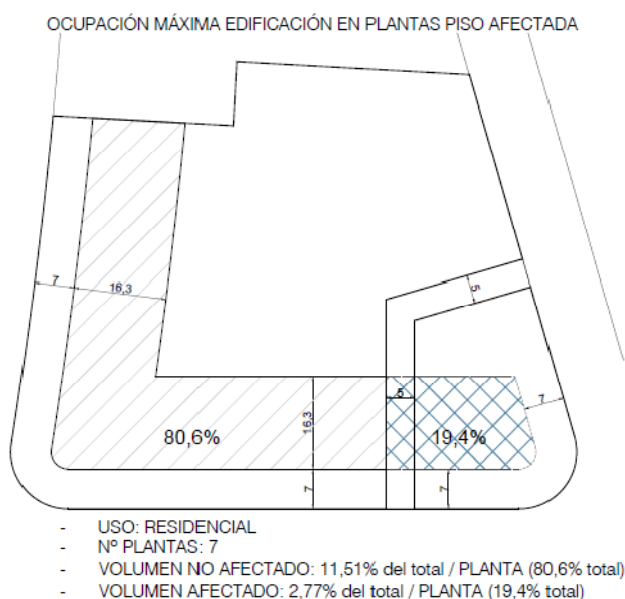 OCUPACIÓN MÁXIMA EDIFICACIÓN EN PLANTAS PISO AFECTADA
7
16,3
5
5
7
16,3
80,6%
19,4%
7
7
- USO: RESIDENCIAL
- Nº PLANTAS: 7
- VOLUMEN NO AFECTADO: 11,51% del total / PLANTA (80,6% total)
- VOLUMEN AFECTADO: 2,77% del total / PLANTA (19,4% total)